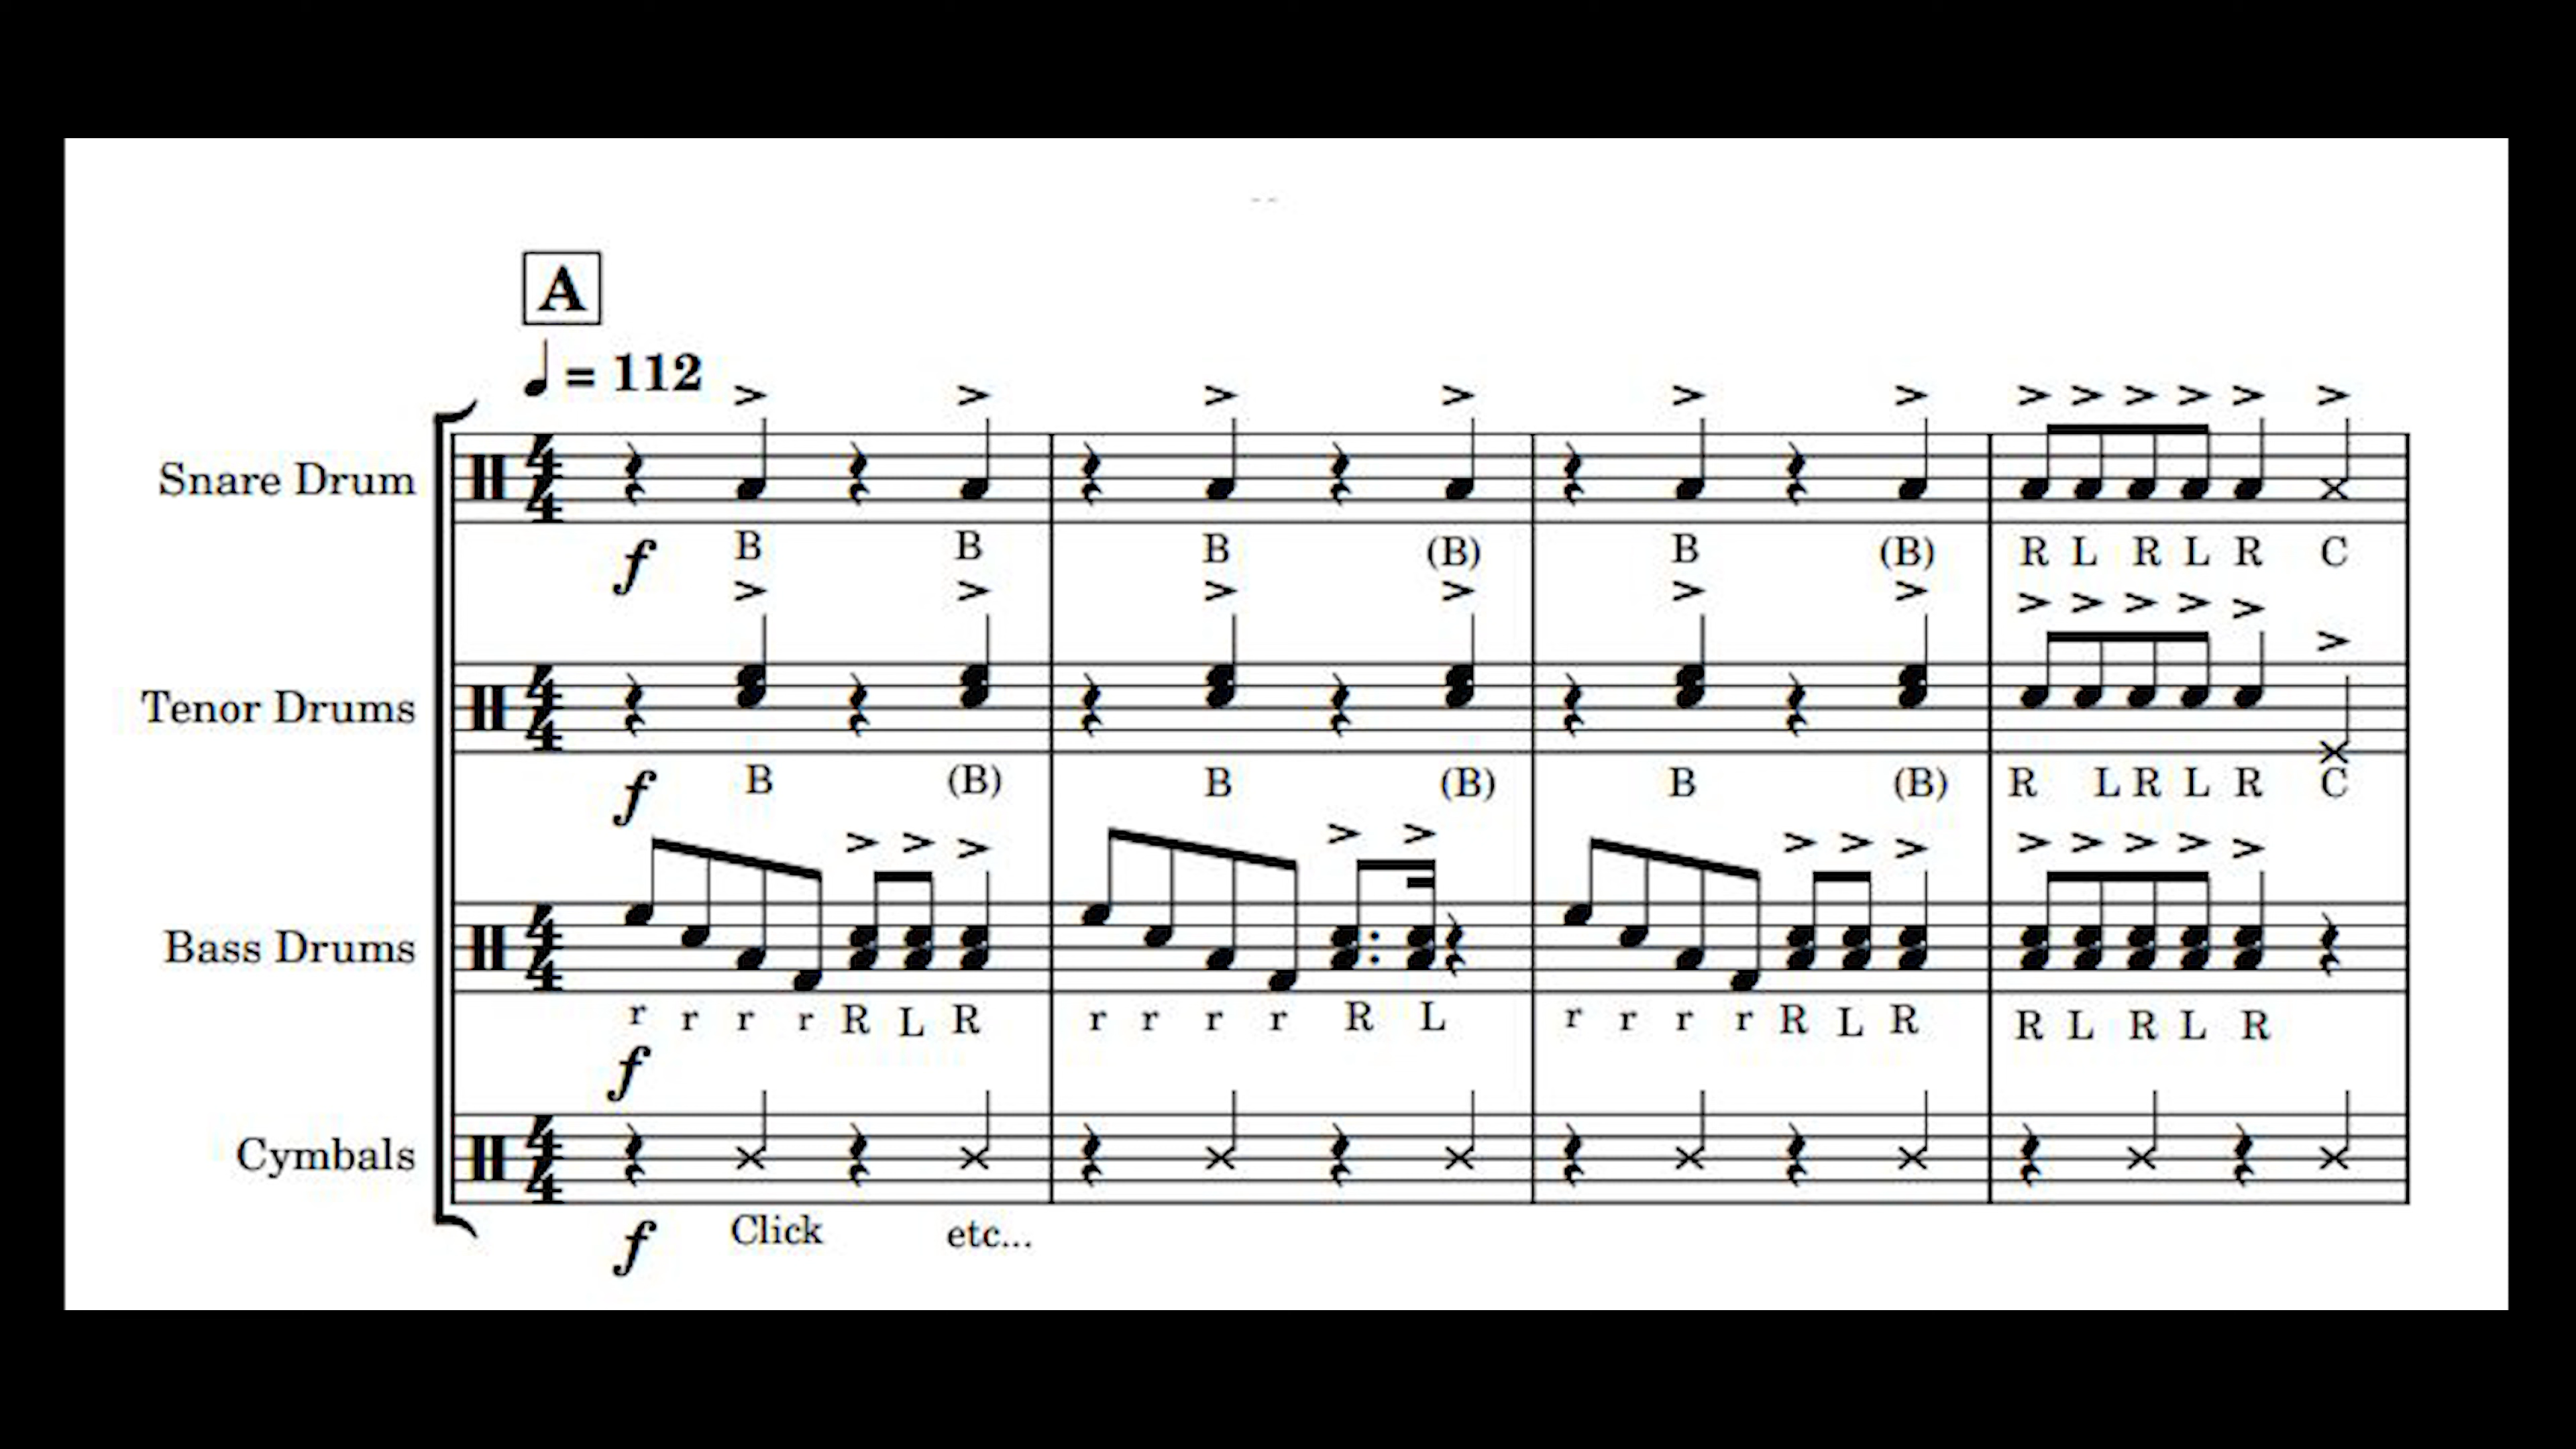 A
= 112
Snare Drum
f B B B (B) B (B) R L R L R C
Tenor Drums
f B (B) B (B) B (B) R L R L R C
Bass Drums
r r r r R L R r r r r R L r r r r R L R R L R L R
f
Cymbals
f Click etc...